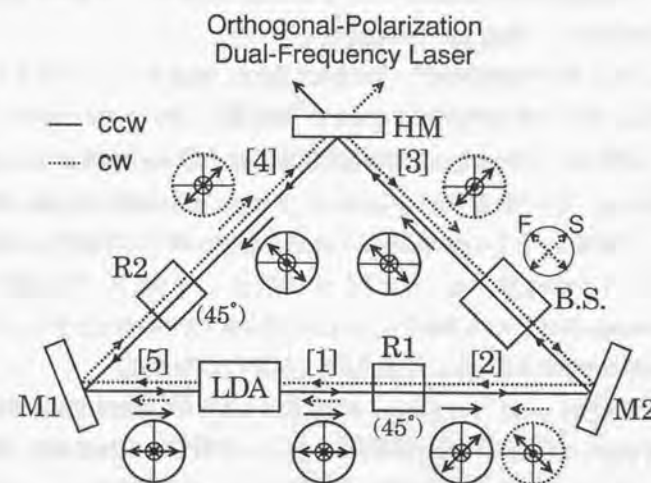 Orthogonal-Polarization
Dual-Frequency Laser
CCW
CW
HM
[4]
[3]
F
S
R2
(45°)
B.S.
[5]
[1]
R1
[2]
M1
LDA
(45°)
M2